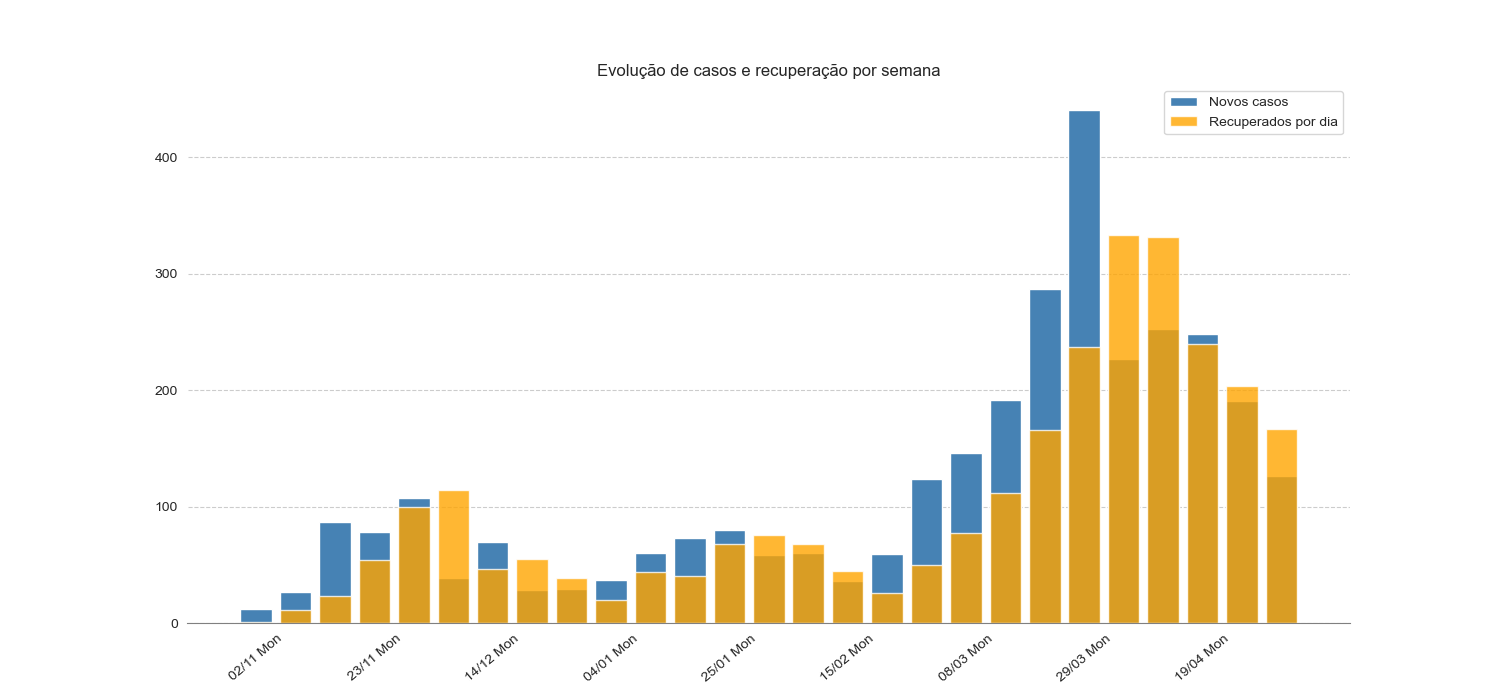 Evolução de casos e recuperação por semana
Novos casos
Recuperados por dia
400
300
200
100
0
02/11 Mon
23/11 Mon
14/12 Mon
04/01 Mon
25/01 Mon
15/02 Mon
08/03 Mon
29/03 Mon
19/04 Mon